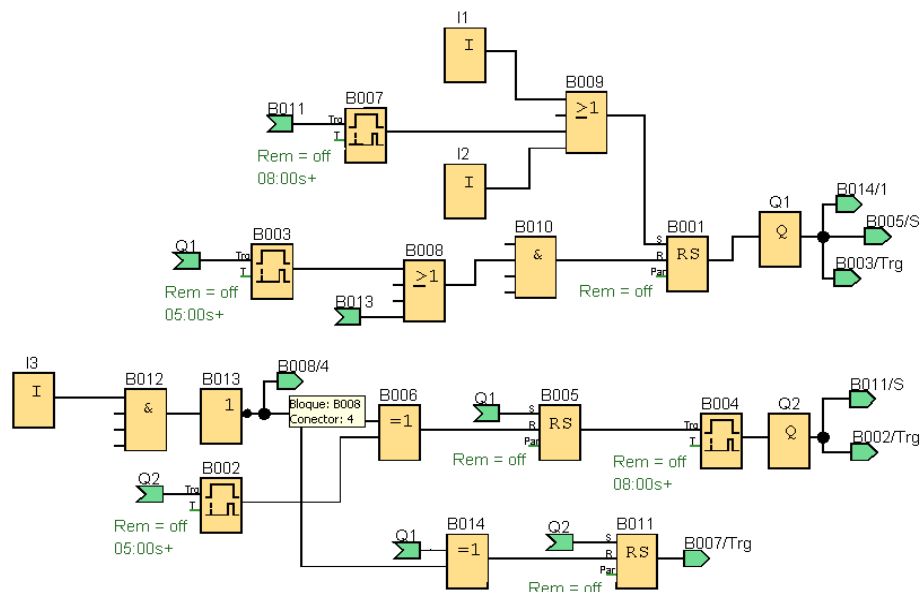 I1
I
B009
≥1
B011
B007
Trg
T
Rem = off
08:00s+
I2
I
Q1
B003
Trg
T
Rem = off
05:00s+
B008
≥1
B013
B010
&
B001
S
R
Par
RS
Rem = off
Q1
Q
B014/1
B005/S
B003/Trg
I3
I
B012
&
B013
1
B008/4
Bloque: B008
Conector: 4
B006
=1
Q1
B005
S
R
Par
RS
Rem = off
B004
Trg
T
Rem = off
08:00s+
Q2
Q
B011/S
B002/Trg
Q2
B002
Trg
T
Rem = off
05:00s+
Q1
B014
=1
Q2
B011
S
R
Par
RS
Rem = off
B007/Trg